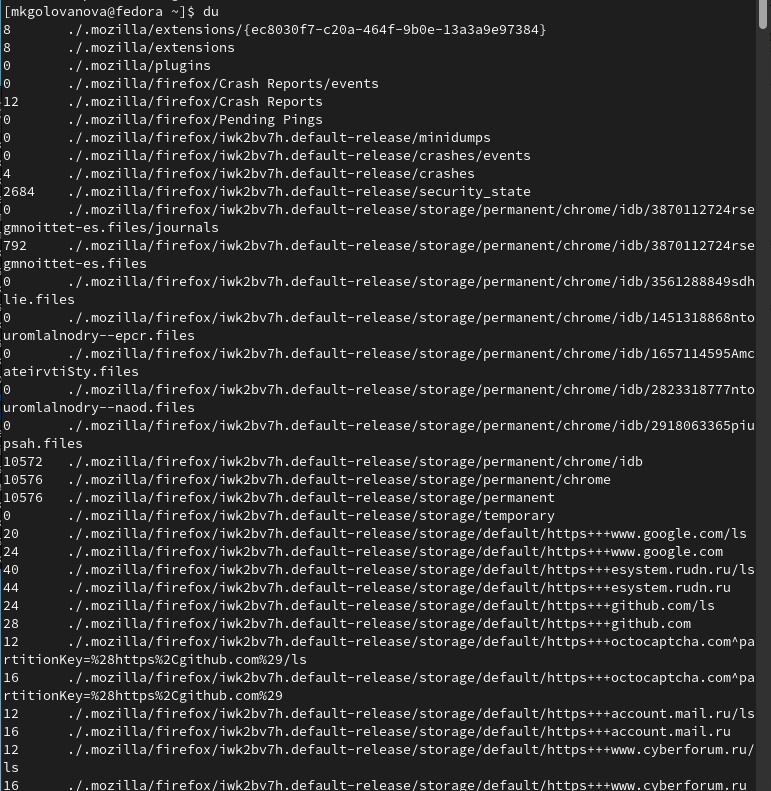 [mkgolovanova@fedora ~]$ du
8       ./.mozilla/extensions/{ec8030f7-c20a-464f-9b0e-13a3a9e97384}
8       ./.mozilla/extensions
0       ./.mozilla/plugins
0       ./.mozilla/firefox/Crash Reports/events
12      ./.mozilla/firefox/Crash Reports
0       ./.mozilla/firefox/Pending Pings
0       ./.mozilla/firefox/iwk2bv7h.default-release/minidumps
0       ./.mozilla/firefox/iwk2bv7h.default-release/crashes/events
4       ./.mozilla/firefox/iwk2bv7h.default-release/crashes
2684    ./.mozilla/firefox/iwk2bv7h.default-release/security_state
0       ./.mozilla/firefox/iwk2bv7h.default-release/storage/permanent/chrome/idb/3870112724rse
gmnoittet-es.files/journals
792     ./.mozilla/firefox/iwk2bv7h.default-release/storage/permanent/chrome/idb/3870112724rse
gmnoittet-es.files
0       ./.mozilla/firefox/iwk2bv7h.default-release/storage/permanent/chrome/idb/3561288849sdh
lie.files
0       ./.mozilla/firefox/iwk2bv7h.default-release/storage/permanent/chrome/idb/1451318868nto
uromlalnodry--epcr.files
0       ./.mozilla/firefox/iwk2bv7h.default-release/storage/permanent/chrome/idb/1657114595Amc
ateirvtiSty.files
0       ./.mozilla/firefox/iwk2bv7h.default-release/storage/permanent/chrome/idb/2823318777nto
uromlalnodry--naod.files
0       ./.mozilla/firefox/iwk2bv7h.default-release/storage/permanent/chrome/idb/2918063365piu
psah.files
10572   ./.mozilla/firefox/iwk2bv7h.default-release/storage/permanent/chrome/idb
10576   ./.mozilla/firefox/iwk2bv7h.default-release/storage/permanent/chrome
10576   ./.mozilla/firefox/iwk2bv7h.default-release/storage/permanent
0       ./.mozilla/firefox/iwk2bv7h.default-release/storage/temporary
20      ./.mozilla/firefox/iwk2bv7h.default-release/storage/default/https+++www.google.com/ls
24      ./.mozilla/firefox/iwk2bv7h.default-release/storage/default/https+++www.google.com
40      ./.mozilla/firefox/iwk2bv7h.default-release/storage/default/https+++esystem.rudn.ru/ls
44      ./.mozilla/firefox/iwk2bv7h.default-release/storage/default/https+++esystem.rudn.ru
24      ./.mozilla/firefox/iwk2bv7h.default-release/storage/default/https+++github.com/ls
28      ./.mozilla/firefox/iwk2bv7h.default-release/storage/default/https+++github.com
12      ./.mozilla/firefox/iwk2bv7h.default-release/storage/default/https+++octocaptcha.com^pa
rtitionKey=%28https%2Cgithub.com%29/ls
16      ./.mozilla/firefox/iwk2bv7h.default-release/storage/default/https+++octocaptcha.com^pa
rtitionKey=%28https%2Cgithub.com%29
12      ./.mozilla/firefox/iwk2bv7h.default-release/storage/default/https+++account.mail.ru/ls
16      ./.mozilla/firefox/iwk2bv7h.default-release/storage/default/https+++account.mail.ru
12      ./.mozilla/firefox/iwk2bv7h.default-release/storage/default/https+++www.cyberforum.ru/
ls
16      ./.mozilla/firefox/iwk2bv7h.default-release/storage/default/https+++www.cyberforum.ru